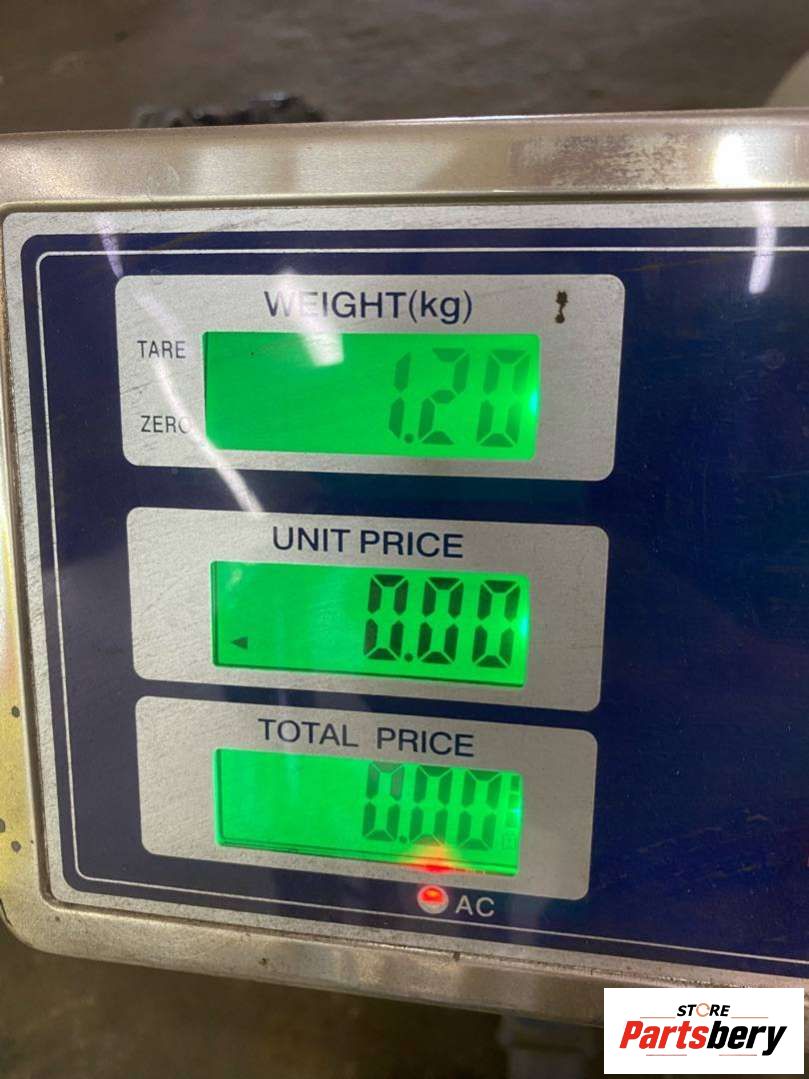 WEIGHT(kg)
TARE
1.20
ZERO
UNIT PRICE
0.00
TOTAL PRICE
0.00
AC
STORE
Partsbery